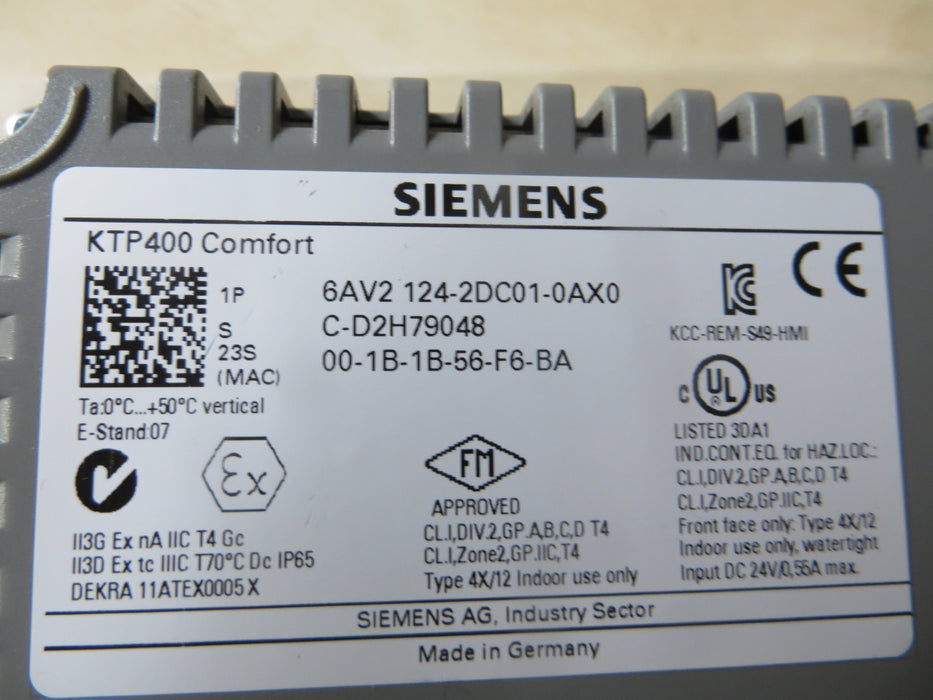 SIEMENS
KTP400 Comfort
1P 6AV2 124-2DC01-0AX0
S C-D2H79048
23S 00-1B-1B-56-F6-BA
(MAC)
Ta:0°C...+50°C vertical
E-Stand:07
Ex
II3G Ex nA IIC T4 Gc
II3D Ex tc IIIC T70°C Dc IP65
DEKRA 11ATEX0005 X
FM
APPROVED
CL.I,DIV.2,GP.A,B,C,D T4
CL.I,Zone2,GP.IIC,T4
Type 4X/12 Indoor use only
CE
KCC-REM-S49-HMI
C UL® US
LISTED 3DA1
IND.CONT.EQ. for HAZ.LOC.:
CL.I,DIV.2,GP.A,B,C,D T4
CL.I,Zone2,GP.IIC,T4
Front face only: Type 4X/12
Indoor use only, watertight
Input DC 24V/0,55A max.
SIEMENS AG, Industry Sector
Made in Germany